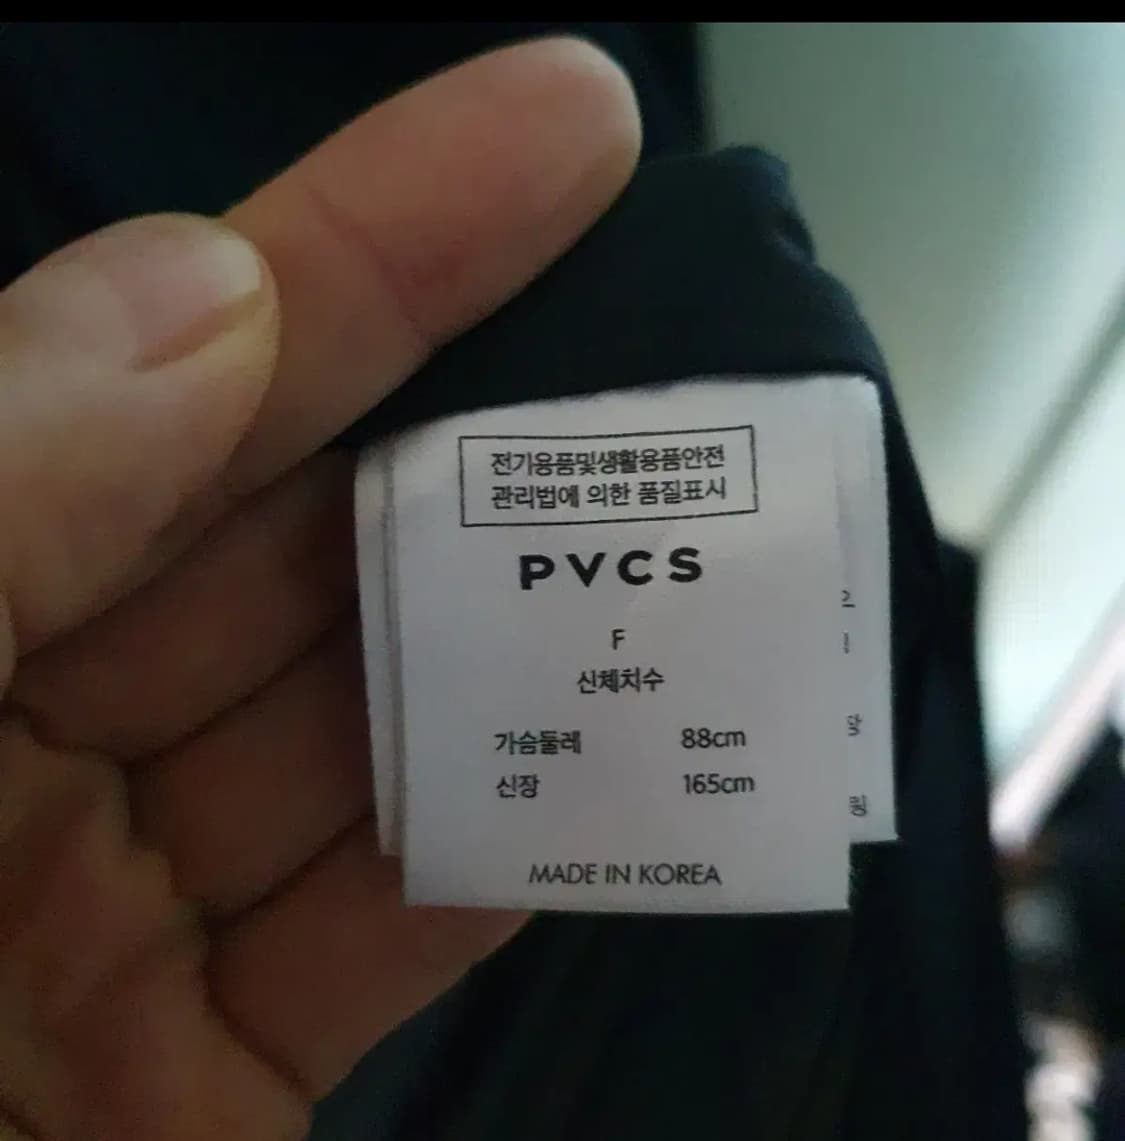 전기용품및생활용품안전
관리법에 의한 품질표시
PVCS
F
신체치수
가슴둘레 88cm
신장 165cm
MADE IN KOREA